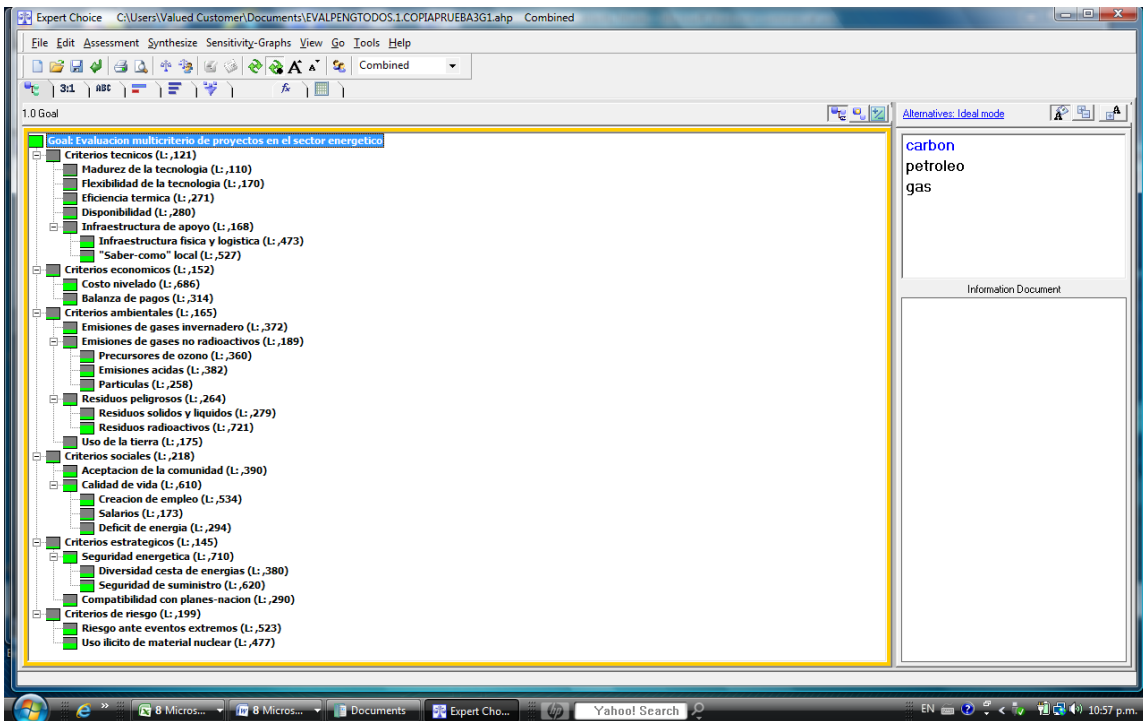 Expert Choice C:\Users\Valued Customer\Documents\EVALPENGTODOS.1.COPIAPRUEBA3G1.ahp Combined
File Edit Assessment Synthesize Sensitivity-Graphs View Go Tools Help
Combined
3:1 ABC fx
1.0 Goal
Alternatives: Ideal mode
Goal: Evaluacion multicriterio de proyectos en el sector energetico
Criterios tecnicos (L: ,121)
Madurez de la tecnologia (L: ,110)
Flexibilidad de la tecnologia (L: ,170)
Eficiencia termica (L: ,271)
Disponibilidad (L: ,280)
Infraestructura de apoyo (L: ,168)
Infraestructura fisica y logistica (L: ,473)
"Saber-como" local (L: ,527)
Criterios economicos (L: ,152)
Costo nivelado (L: ,686)
Balanza de pagos (L: ,314)
Criterios ambientales (L: ,165)
Emisiones de gases invernadero (L: ,372)
Emisiones de gases no radioactivos (L: ,189)
Precursores de ozono (L: ,360)
Emisiones acidas (L: ,382)
Particulas (L: ,258)
Residuos peligrosos (L: ,264)
Residuos solidos y liquidos (L: ,279)
Residuos radioactivos (L: ,721)
Uso de la tierra (L: ,175)
Criterios sociales (L: ,218)
Aceptacion de la comunidad (L: ,390)
Calidad de vida (L: ,610)
Creacion de empleo (L: ,534)
Salarios (L: ,173)
Deficit de energia (L: ,294)
Criterios estrategicos (L: ,145)
Seguridad energetica (L: ,710)
Diversidad cesta de energias (L: ,380)
Seguridad de suministro (L: ,620)
Compatibilidad con planes-nacion (L: ,290)
Criterios de riesgo (L: ,199)
Riesgo ante eventos extremos (L: ,523)
Uso ilicito de material nuclear (L: ,477)
carbon
petroleo
gas
Information Document
8 Micros... 8 Micros... Documents Expert Cho... Yahoo! Search EN 10:57 p.m.